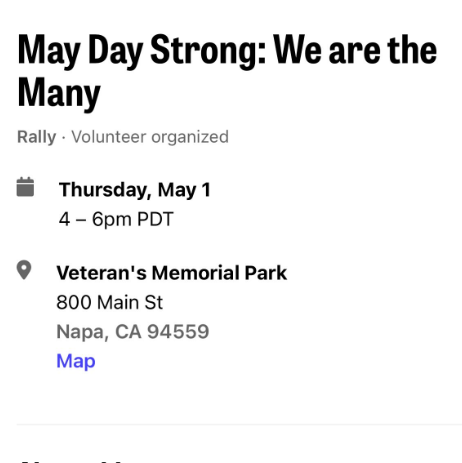 May Day Strong: We are the
Many
Rally · Volunteer organized
Thursday, May 1
4 – 6pm PDT
Veteran's Memorial Park
800 Main St
Napa, CA 94559
Map